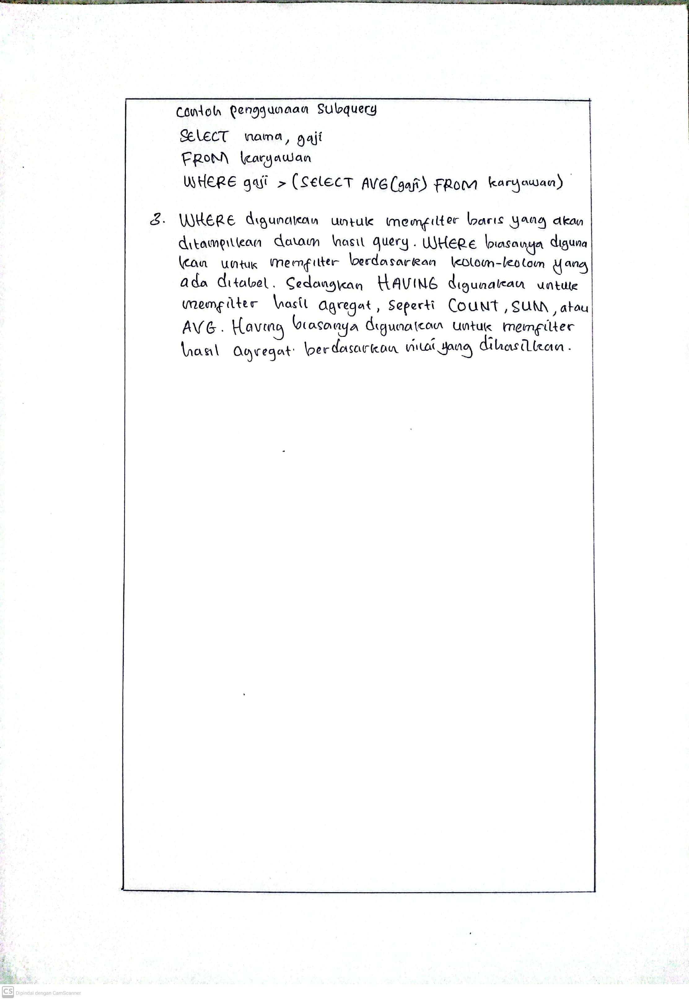 Contoh penggunaan Subquery
SELECT nama, gaji
FROM karyawan
WHERE gaji > (SELECT AVG(gaji) FROM karyawan)
3. WHERE digunakan untuk memfilter baris yang akan
ditampilkan dalam hasil query. WHERE biasanya diguna
kan untuk memfilter berdasarkan kolom-kolom yang
ada ditabel. Sedangkan HAVING digunakan untuk
memfilter hasil agregat, seperti COUNT, SUM, atau
AVG. Having biasanya digunakan untuk memfilter
hasil agregat berdasarkan nilai yang dihasilkan.
CS Dipindai dengan CamScanner